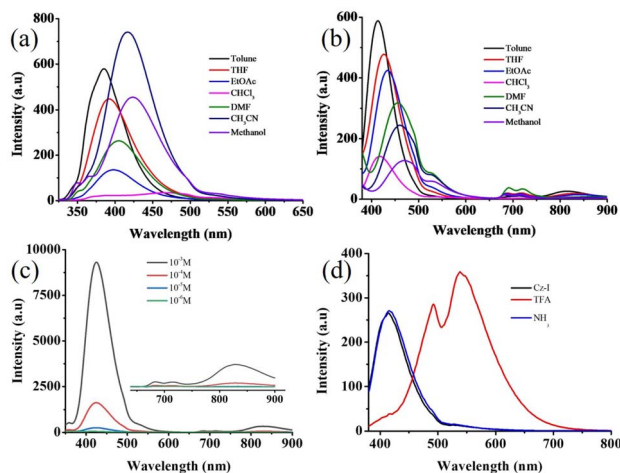 (a)
800
600
400
200
0
Intensity (a.u)
350 400 450 500 550 600 650
Wavelength (nm)
Tolune
THF
EtOAc
CHCl3
DMF
CH3CN
Methanol
(b)
600
400
200
100
0
Intensity (a.u)
400 500 600 700 800 900
Wavelength (nm)
Tolune
THF
EtOAc
CHCl3
DMF
CH3CN
Methanol
(c)
10000
7500
5000
2500
0
Intensity (a.u)
400 500 600 700 800 900
Wavelength (nm)
10-3M
10-4M
10-5M
10-6M
700 800 900
(d)
400
350
300
200
100
0
Intensity (a.u)
400 500 600 700 800
Wavelength (nm)
Cz-I
TFA
NH3